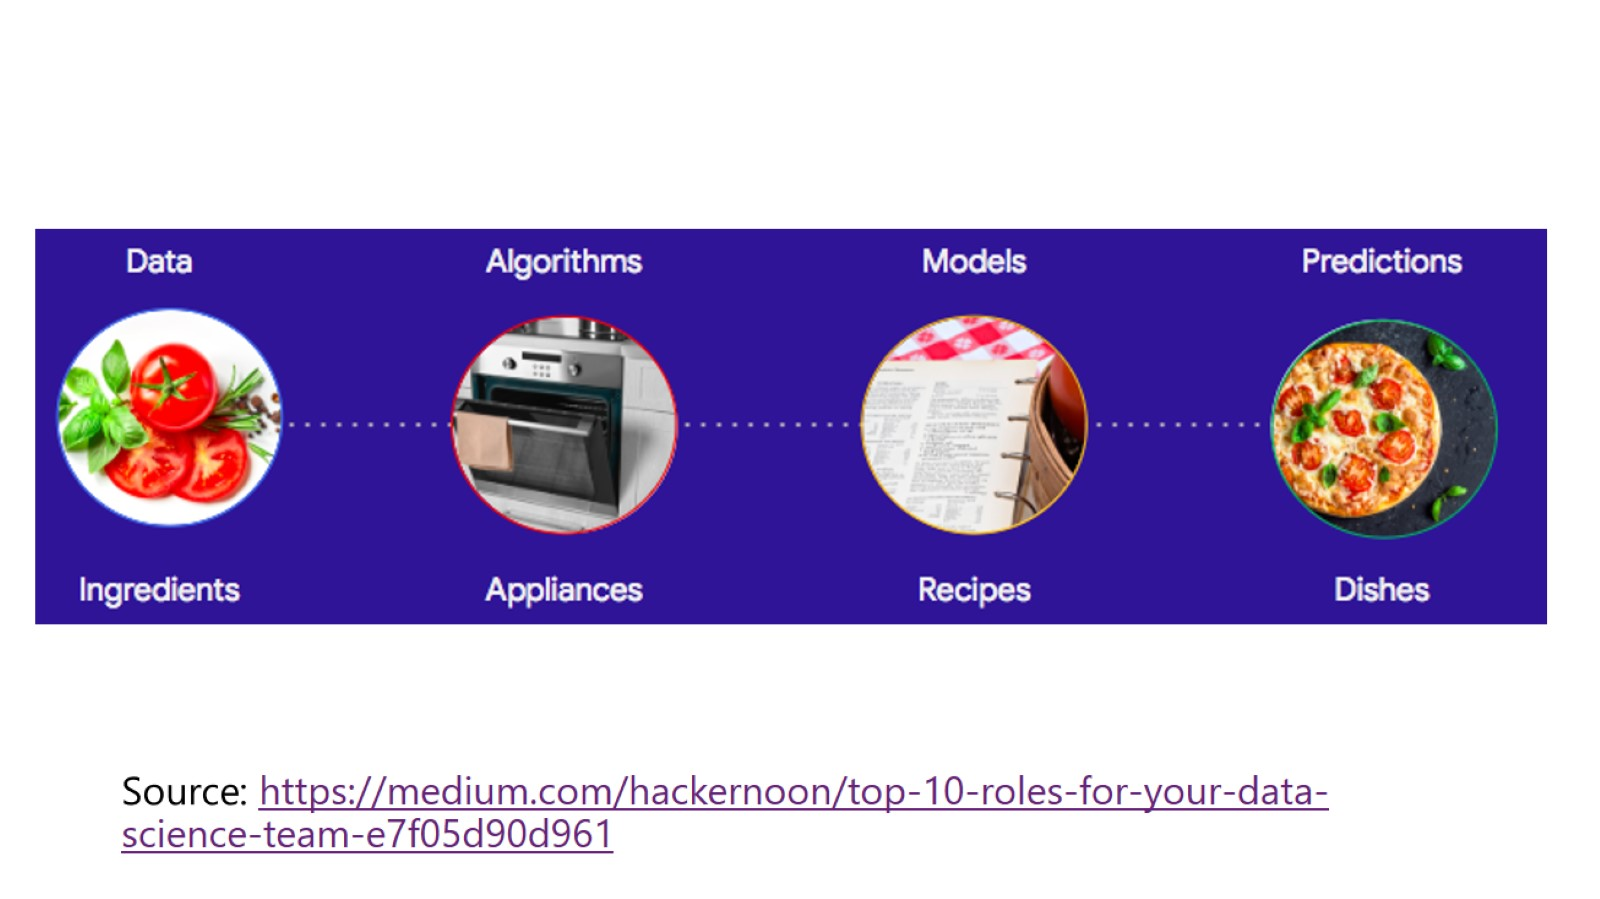 Data Algorithms Models Predictions
Ingredients Appliances Recipes Dishes
Source: https://medium.com/hackernoon/top-10-roles-for-your-data-
science-team-e7f05d90d961